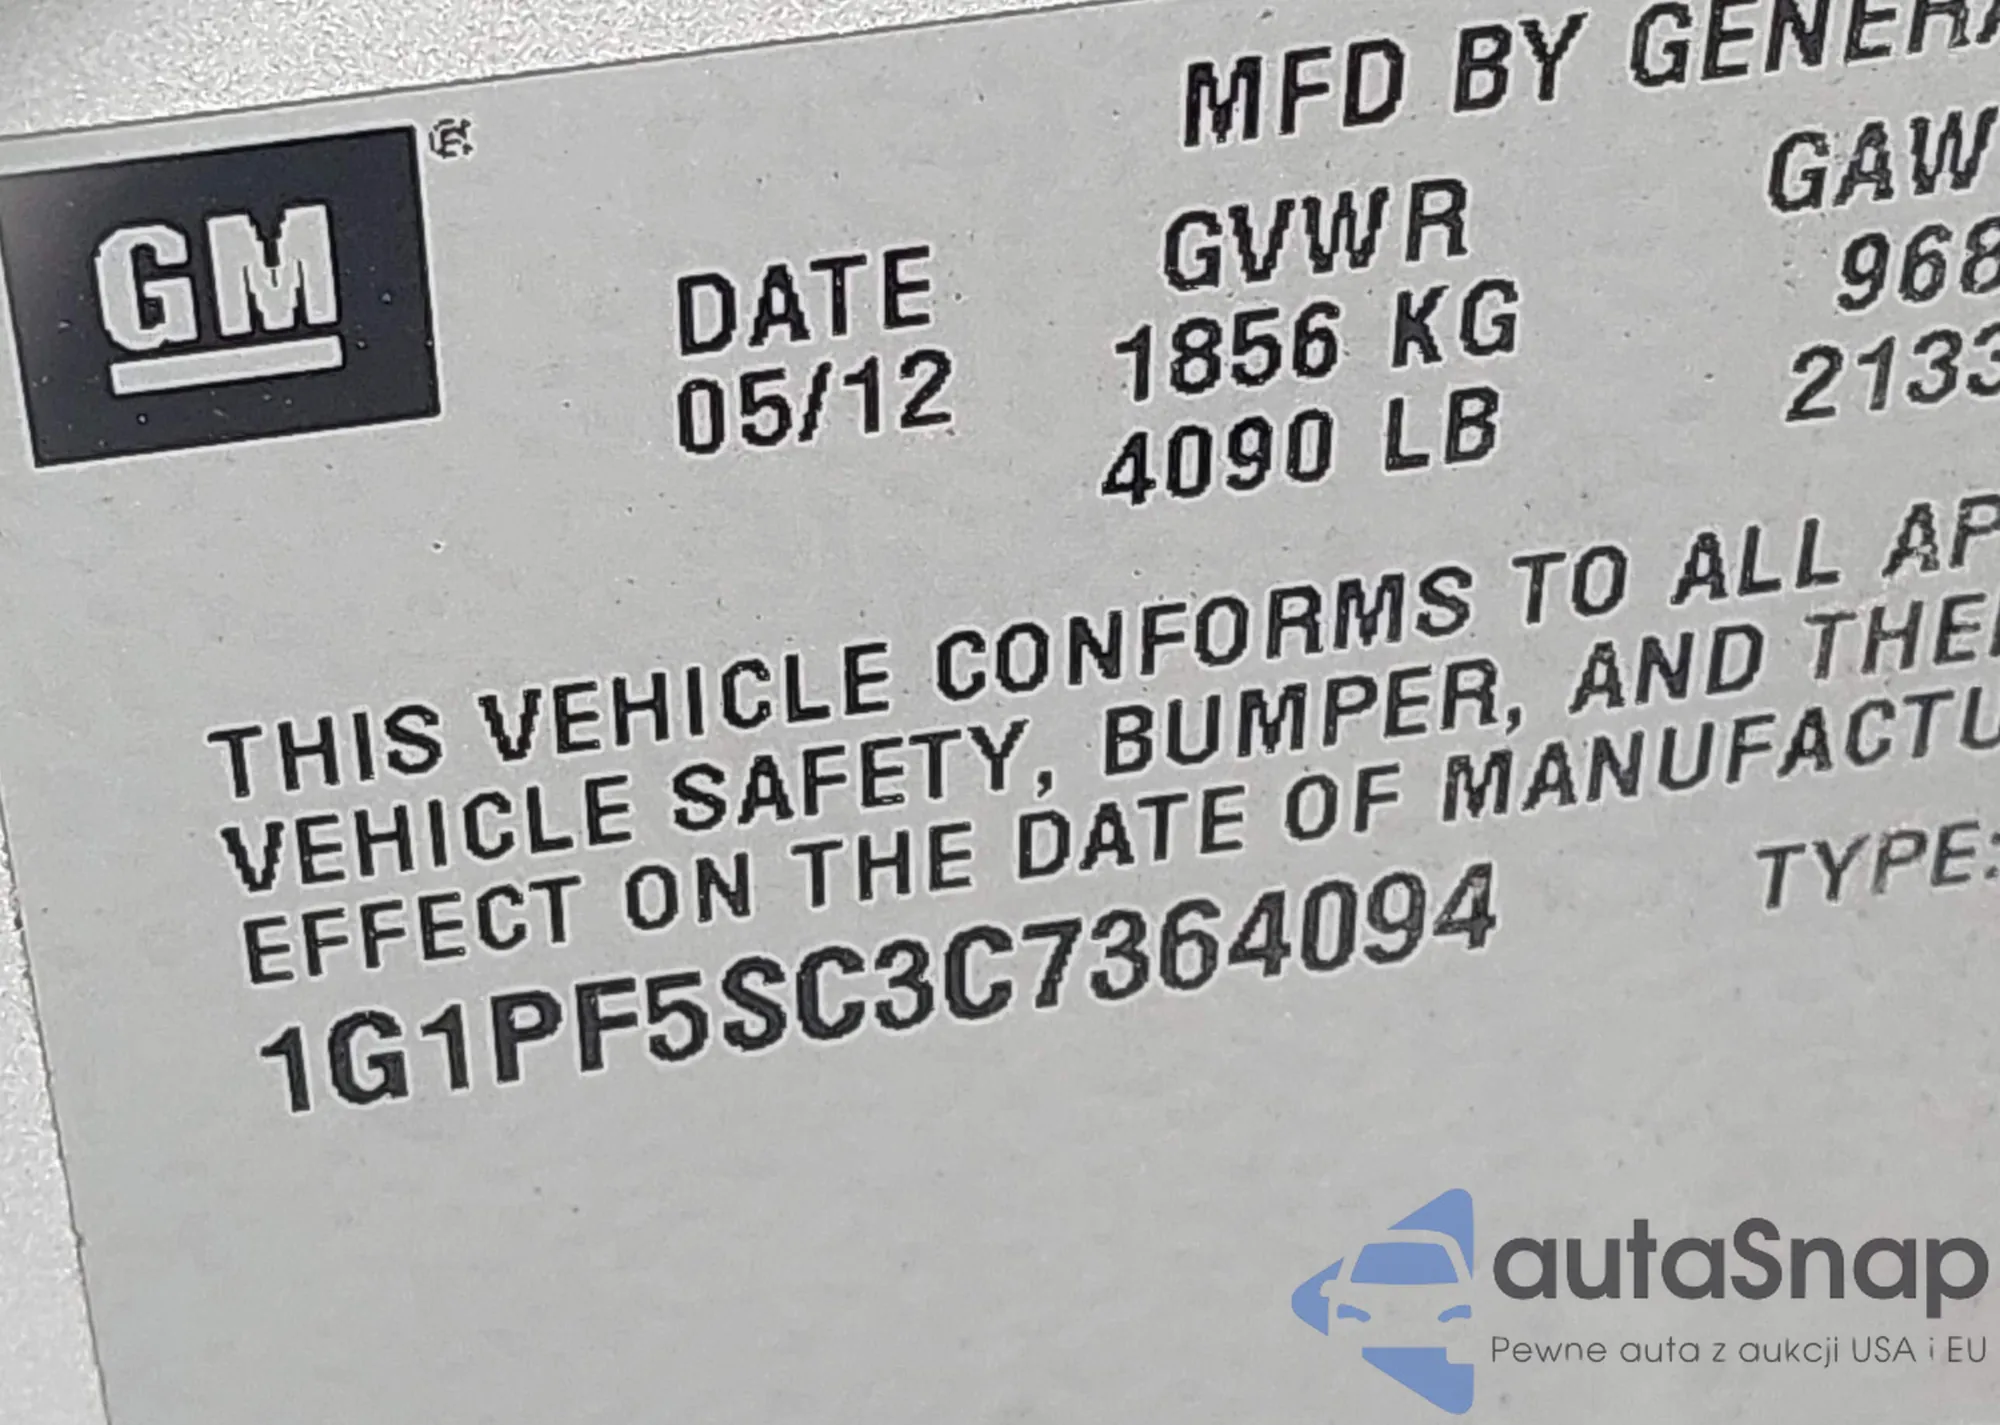 MFD BY GENERA
GM
DATE
05/12
GVWR
1856 KG
4090 LB
GAW
968
2133
THIS VEHICLE CONFORMS TO ALL AP
VEHICLE SAFETY, BUMPER, AND THE
EFFECT ON THE DATE OF MANUFACTU
1G1PF5SC3C7364094
TYPE:
autaSnap
Pewne auta z aukcji USA i EU